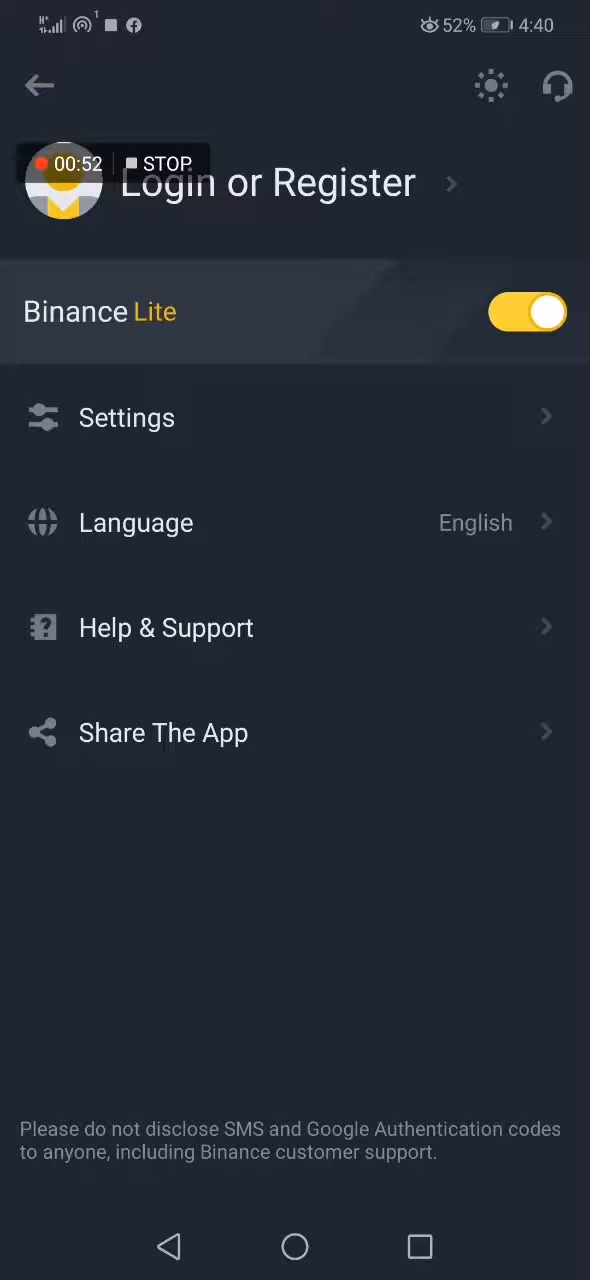 1
52% 4:40
00:52 STOP
Login or Register
Binance Lite
Settings
Language English
Help & Support
Share The App
Please do not disclose SMS and Google Authentication codes
to anyone, including Binance customer support.